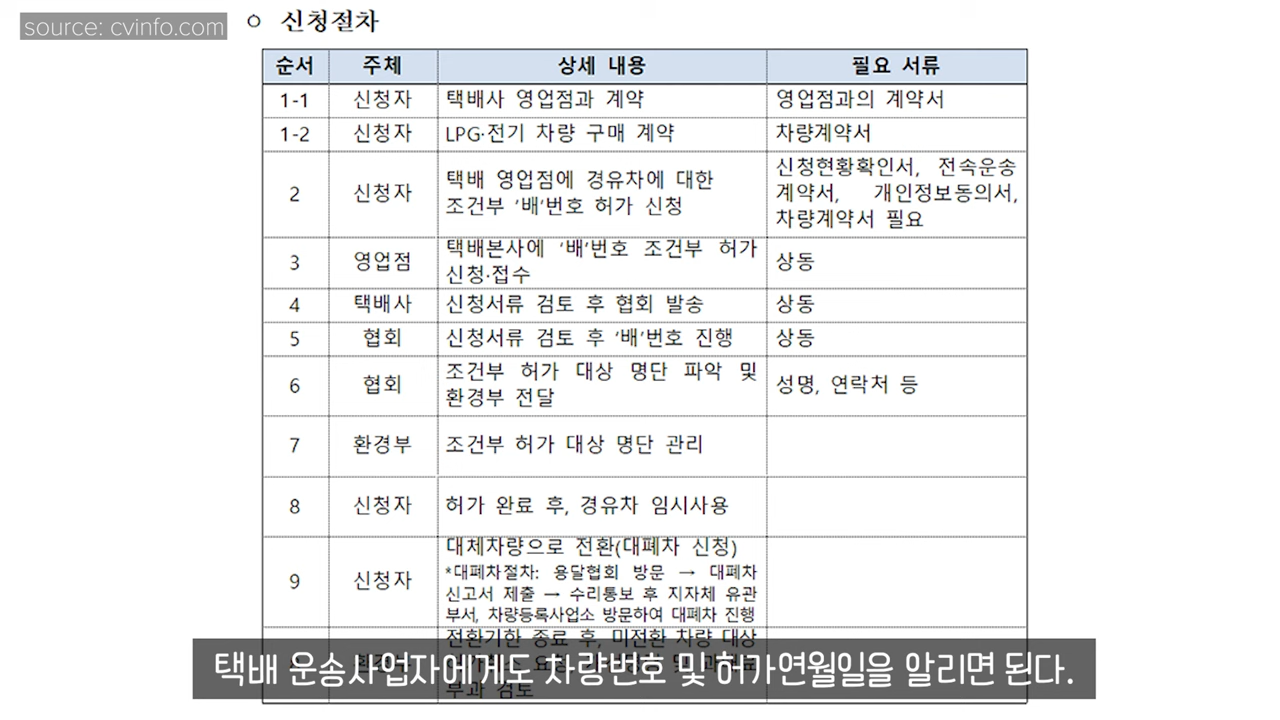 source: cvinfo.com
○ 신청절차
순서 주체 상세 내용 필요 서류
1-1 신청자 택배사 영업점과 계약 영업점과의 계약서
1-2 신청자 LPG·전기 차량 구매 계약 차량계약서
2 신청자 택배 영업점에 경유차에 대한
조건부 ‘배’번호 허가 신청
신청현황확인서, 전속운송
계약서, 개인정보동의서,
차량계약서 필요
3 영업점 택배본사에 ‘배’번호 조건부 허가
신청·접수
상동
4 택배사 신청서류 검토 후 협회 발송 상동
5 협회 신청서류 검토 후 ‘배’번호 진행 상동
6 협회 조건부 허가 대상 명단 파악 및
환경부 전달
성명, 연락처 등
7 환경부 조건부 허가 대상 명단 관리
8 신청자 허가 완료 후, 경유차 임시사용
9 신청자 대체차량으로 전환(대폐차 신청)
*대폐차절차: 용달협회 방문 → 대폐차
신고서 제출 → 수리통보 후 지자체 유관
부서, 차량등록사업소 방문하여 대폐차 진행
전환기한 종료 후, 미전환 차량 대상
부과 검토
택배 운송사업자에게도 차량번호 및 허가연월일을 알리면 된다.